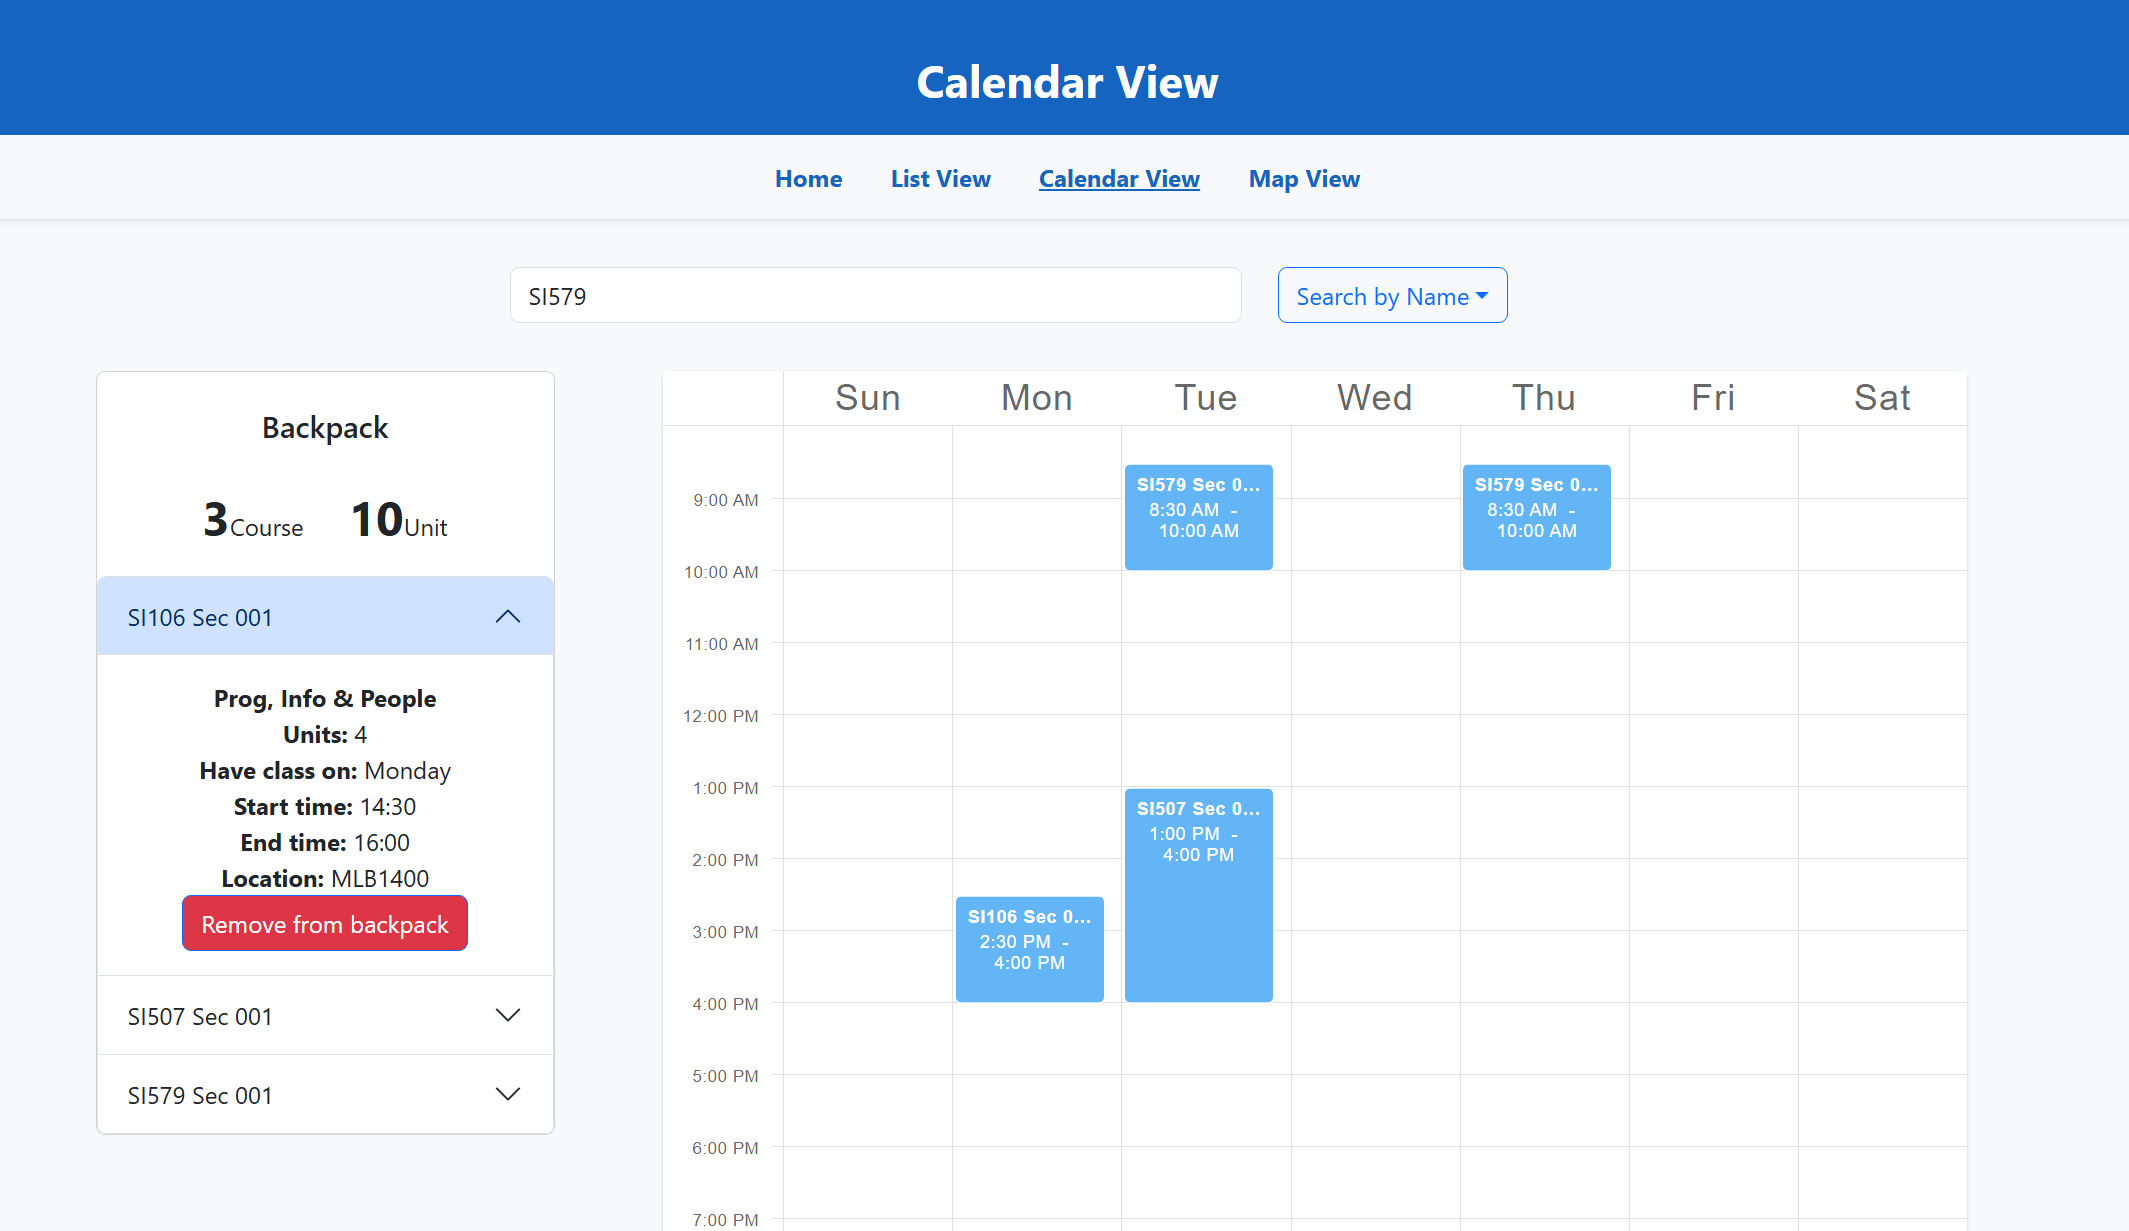 Calendar View
Home List View Calendar View Map View
SI579
Search by Name
Backpack
3Course 10Unit
SI106 Sec 001
Prog, Info & People
Units: 4
Have class on: Monday
Start time: 14:30
End time: 16:00
Location: MLB1400
Remove from backpack
SI507 Sec 001
SI579 Sec 001
Sun Mon Tue Wed Thu Fri Sat
9:00 AM
10:00 AM
11:00 AM
12:00 PM
1:00 PM
2:00 PM
3:00 PM
4:00 PM
5:00 PM
6:00 PM
7:00 PM
SI106 Sec 0...
2:30 PM -
4:00 PM
SI579 Sec 0...
8:30 AM -
10:00 AM
SI507 Sec 0...
1:00 PM -
4:00 PM
SI579 Sec 0...
8:30 AM -
10:00 AM